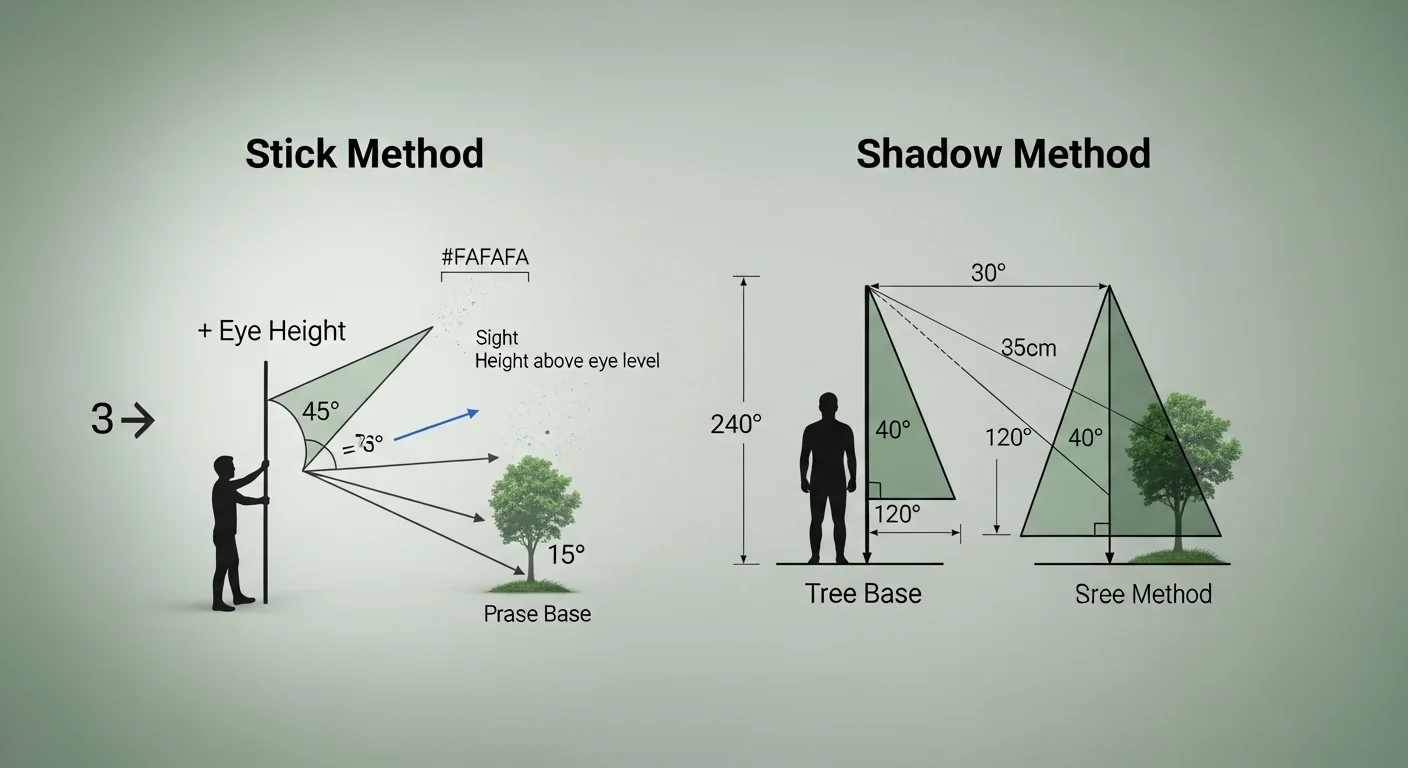 Stick Method
Shadow Method
#FAFAFA
+ Eye Height
Sight
Height above eye level
3→
45°
15°
Prase Base
30°
35cm
240°
40°
120°
120°
40°
Tree Base
Sree Method